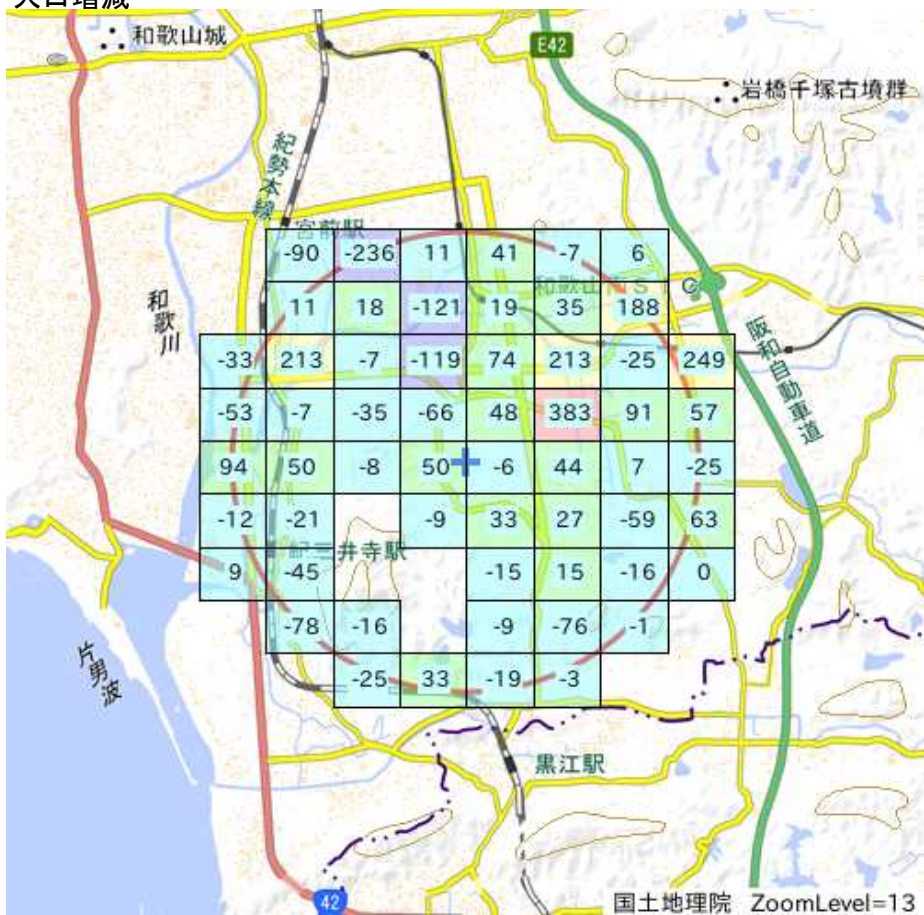 人口増減
和歌山城
E42
岩橋千塚古墳群
紀勢本線
宮前駅
-90 -236 11 41 -7 6
和歌山南S
和歌川
11 18 -121 19 35 188
阪和自動車道
-33 213 -7 -119 74 213 -25 249
-53 -7 -35 -66 48 383 91 57
94 50 -8 50 -6 44 7 -25
-12 -21 -9 33 27 -59 63
紀三井寺駅
9 -45 -15 15 -16 0
-78 -16 -9 -76 -1
片男波
-25 33 -19 -3
黒江駅
42
国土地理院 ZoomLevel=13